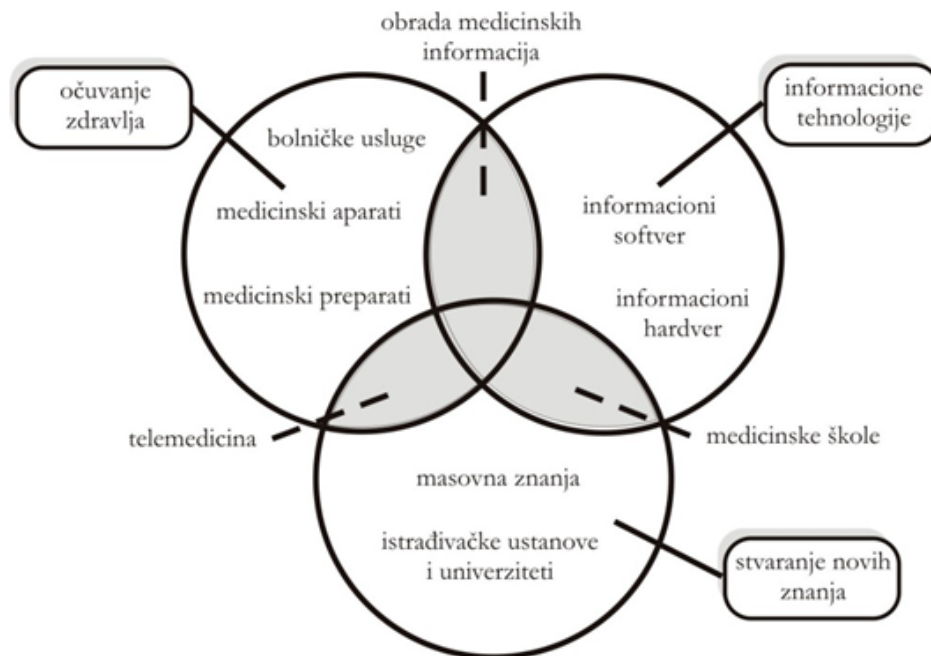 obrada medicinskih
informacija
očuvanje
zdravlja
informacione
tehnologije
bolničke usluge
medicinski aparati
medicinski preparati
informacioni
softver
informacioni
hardver
telemedicina
medicinske škole
masovna znanja
istrađivačke ustanove
i univerziteti
stvaranje novih
znanja